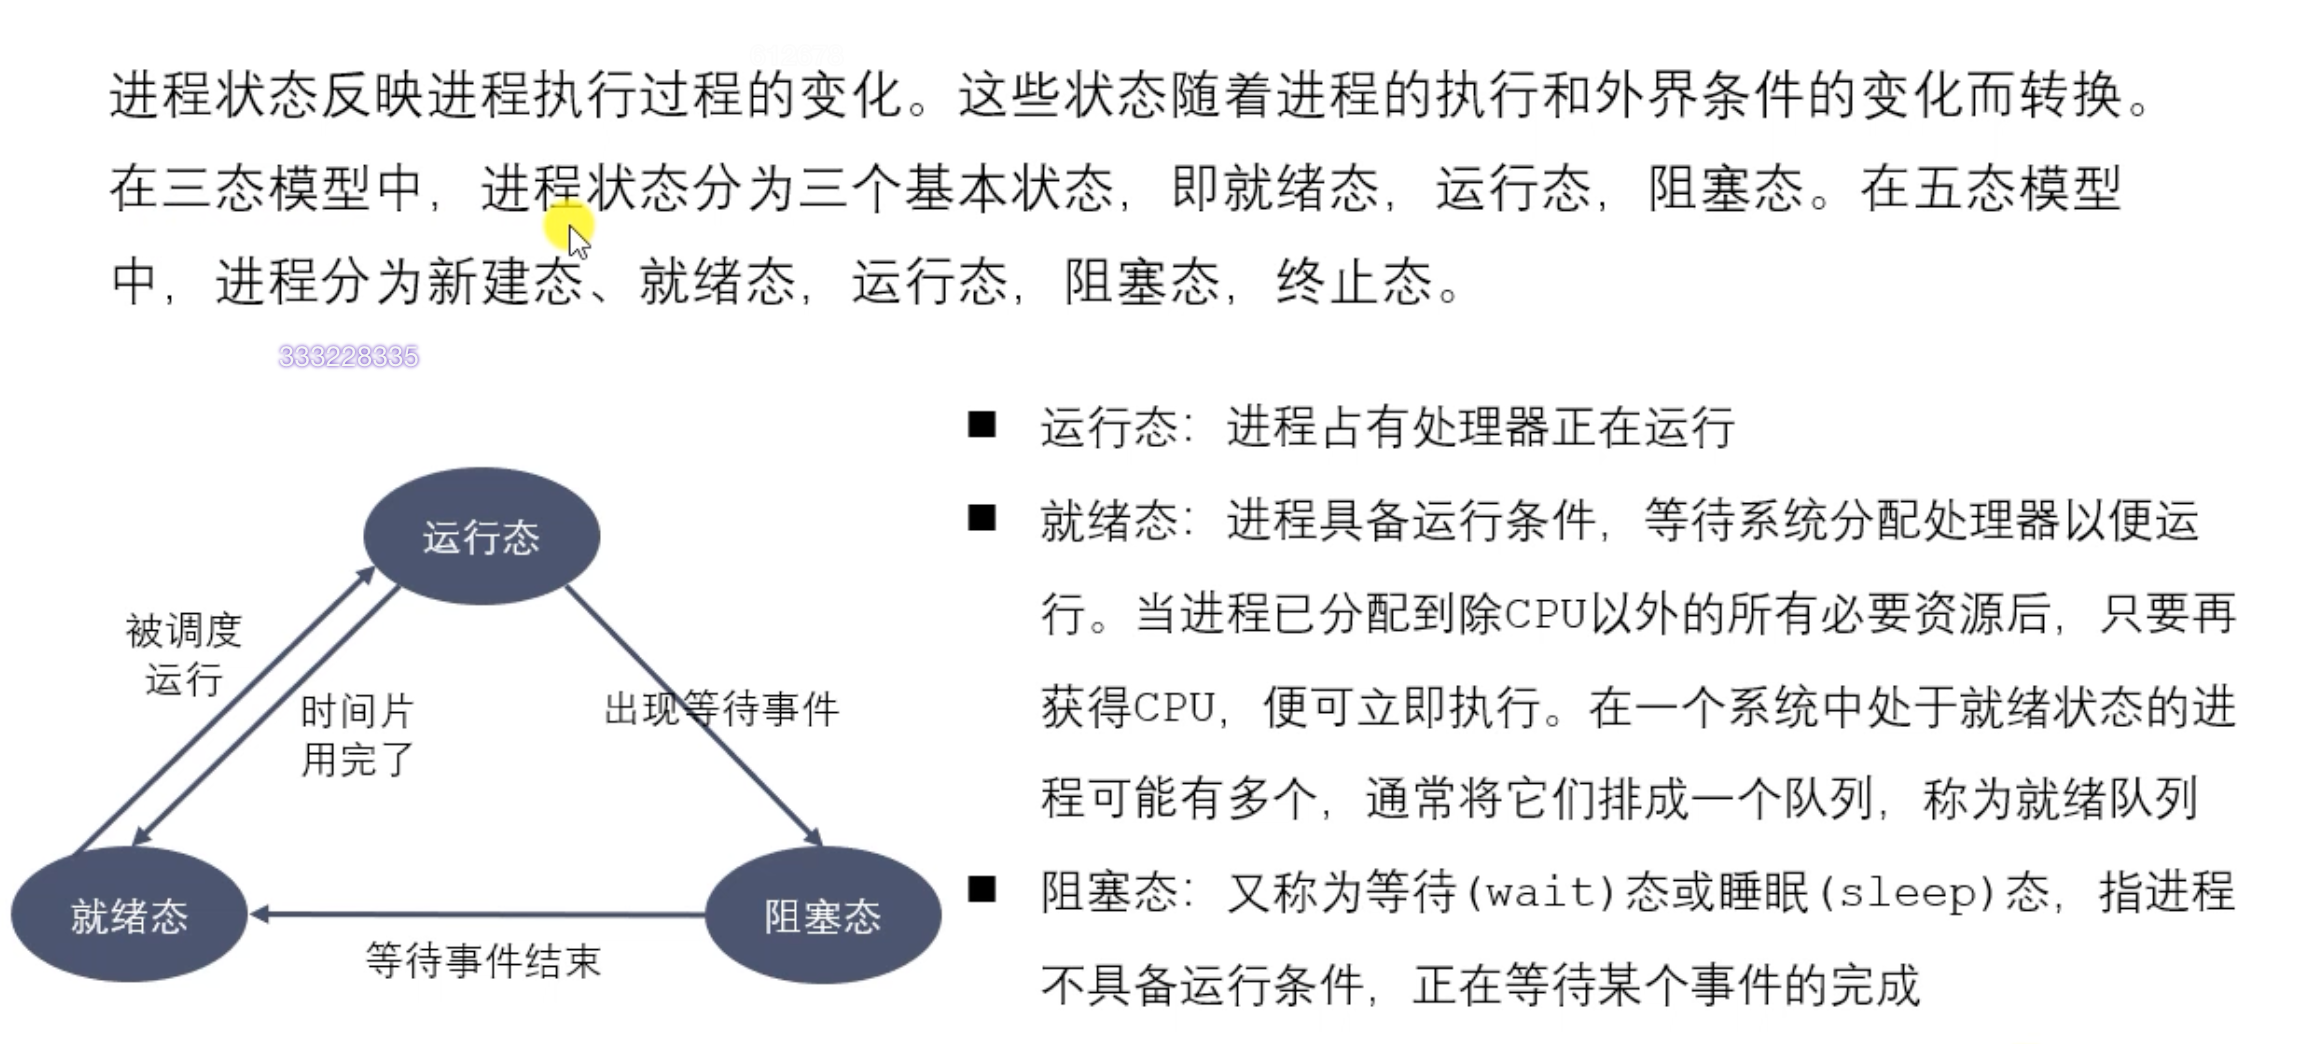 进程状态反映进程执行过程的变化。这些状态随着进程的执行和外界条件的变化而转换。
在三态模型中，进程状态分为三个基本状态，即就绪态，运行态，阻塞态。在五态模型
中，进程分为新建态、就绪态，运行态，阻塞态，终止态。
333228335
运行态
被调度
运行
时间片
用完了
出现等待事件
就绪态
阻塞态
等待事件结束
■ 运行态：进程占有处理器正在运行
■ 就绪态：进程具备运行条件，等待系统分配处理器以便运
行。当进程已分配到除CPU以外的所有必要资源后，只要再
获得CPU，便可立即执行。在一个系统中处于就绪状态的进
程可能有多个，通常将它们排成一个队列，称为就绪队列
■ 阻塞态：又称为等待(wait)态或睡眠(sleep)态，指进程
不具备运行条件，正在等待某个事件的完成